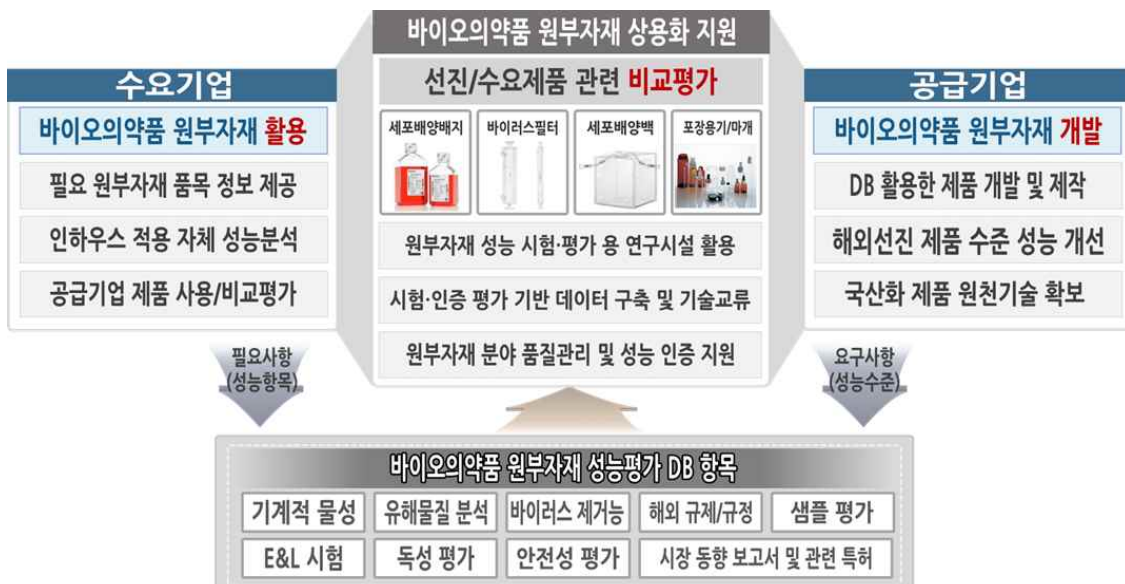 바이오의약품 원부자재 상용화 지원
선진/수요제품 관련 비교평가
세포배양배지
바이러스필터
세포배양백
포장용기/마개
원부자재 성능 시험·평가 용 연구시설 활용
시험·인증 평가 기반 데이터 구축 및 기술교류
원부자재 분야 품질관리 및 성능 인증 지원
수요기업
바이오의약품 원부자재 활용
필요 원부자재 품목 정보 제공
인하우스 적용 자체 성능분석
공급기업 제품 사용/비교평가
필요사항
(성능항목)
공급기업
바이오의약품 원부자재 개발
DB 활용한 제품 개발 및 제작
해외선진 제품 수준 성능 개선
국산화 제품 원천기술 확보
요구사항
(성능수준)
바이오의약품 원부자재 성능평가 DB 항목
기계적 물성
유해물질 분석
바이러스 제거능
해외 규제/규정
샘플 평가
E&L 시험
독성 평가
안전성 평가
시장 동향 보고서 및 관련 특허